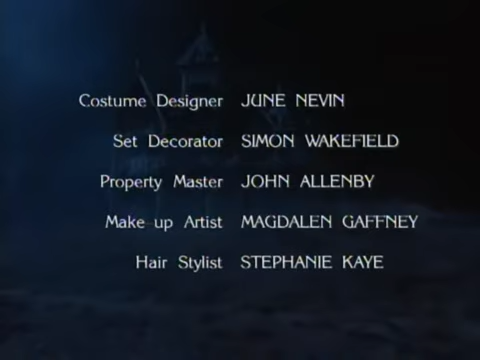 Costume Designer JUNE NEVIN
Set Decorator SIMON WAKEFIELD
Property Master JOHN ALLENBY
Make up Artist MAGDALEN GAFFNEY
Hair Stylist STEPHANIE KAYE